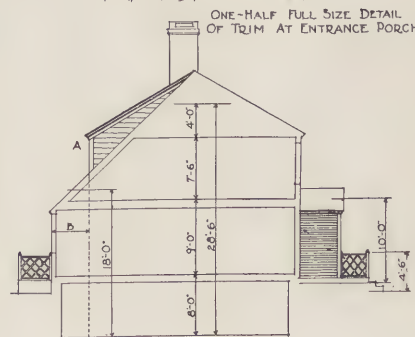 ONE-HALF FULL SIZE DETAIL
OF TRIM AT ENTRANCE PORCH
A
4'-0"
7'-6"
B
18'-0"
9'-0"
28'-6"
10'-0"
4'-6"
8'-0"